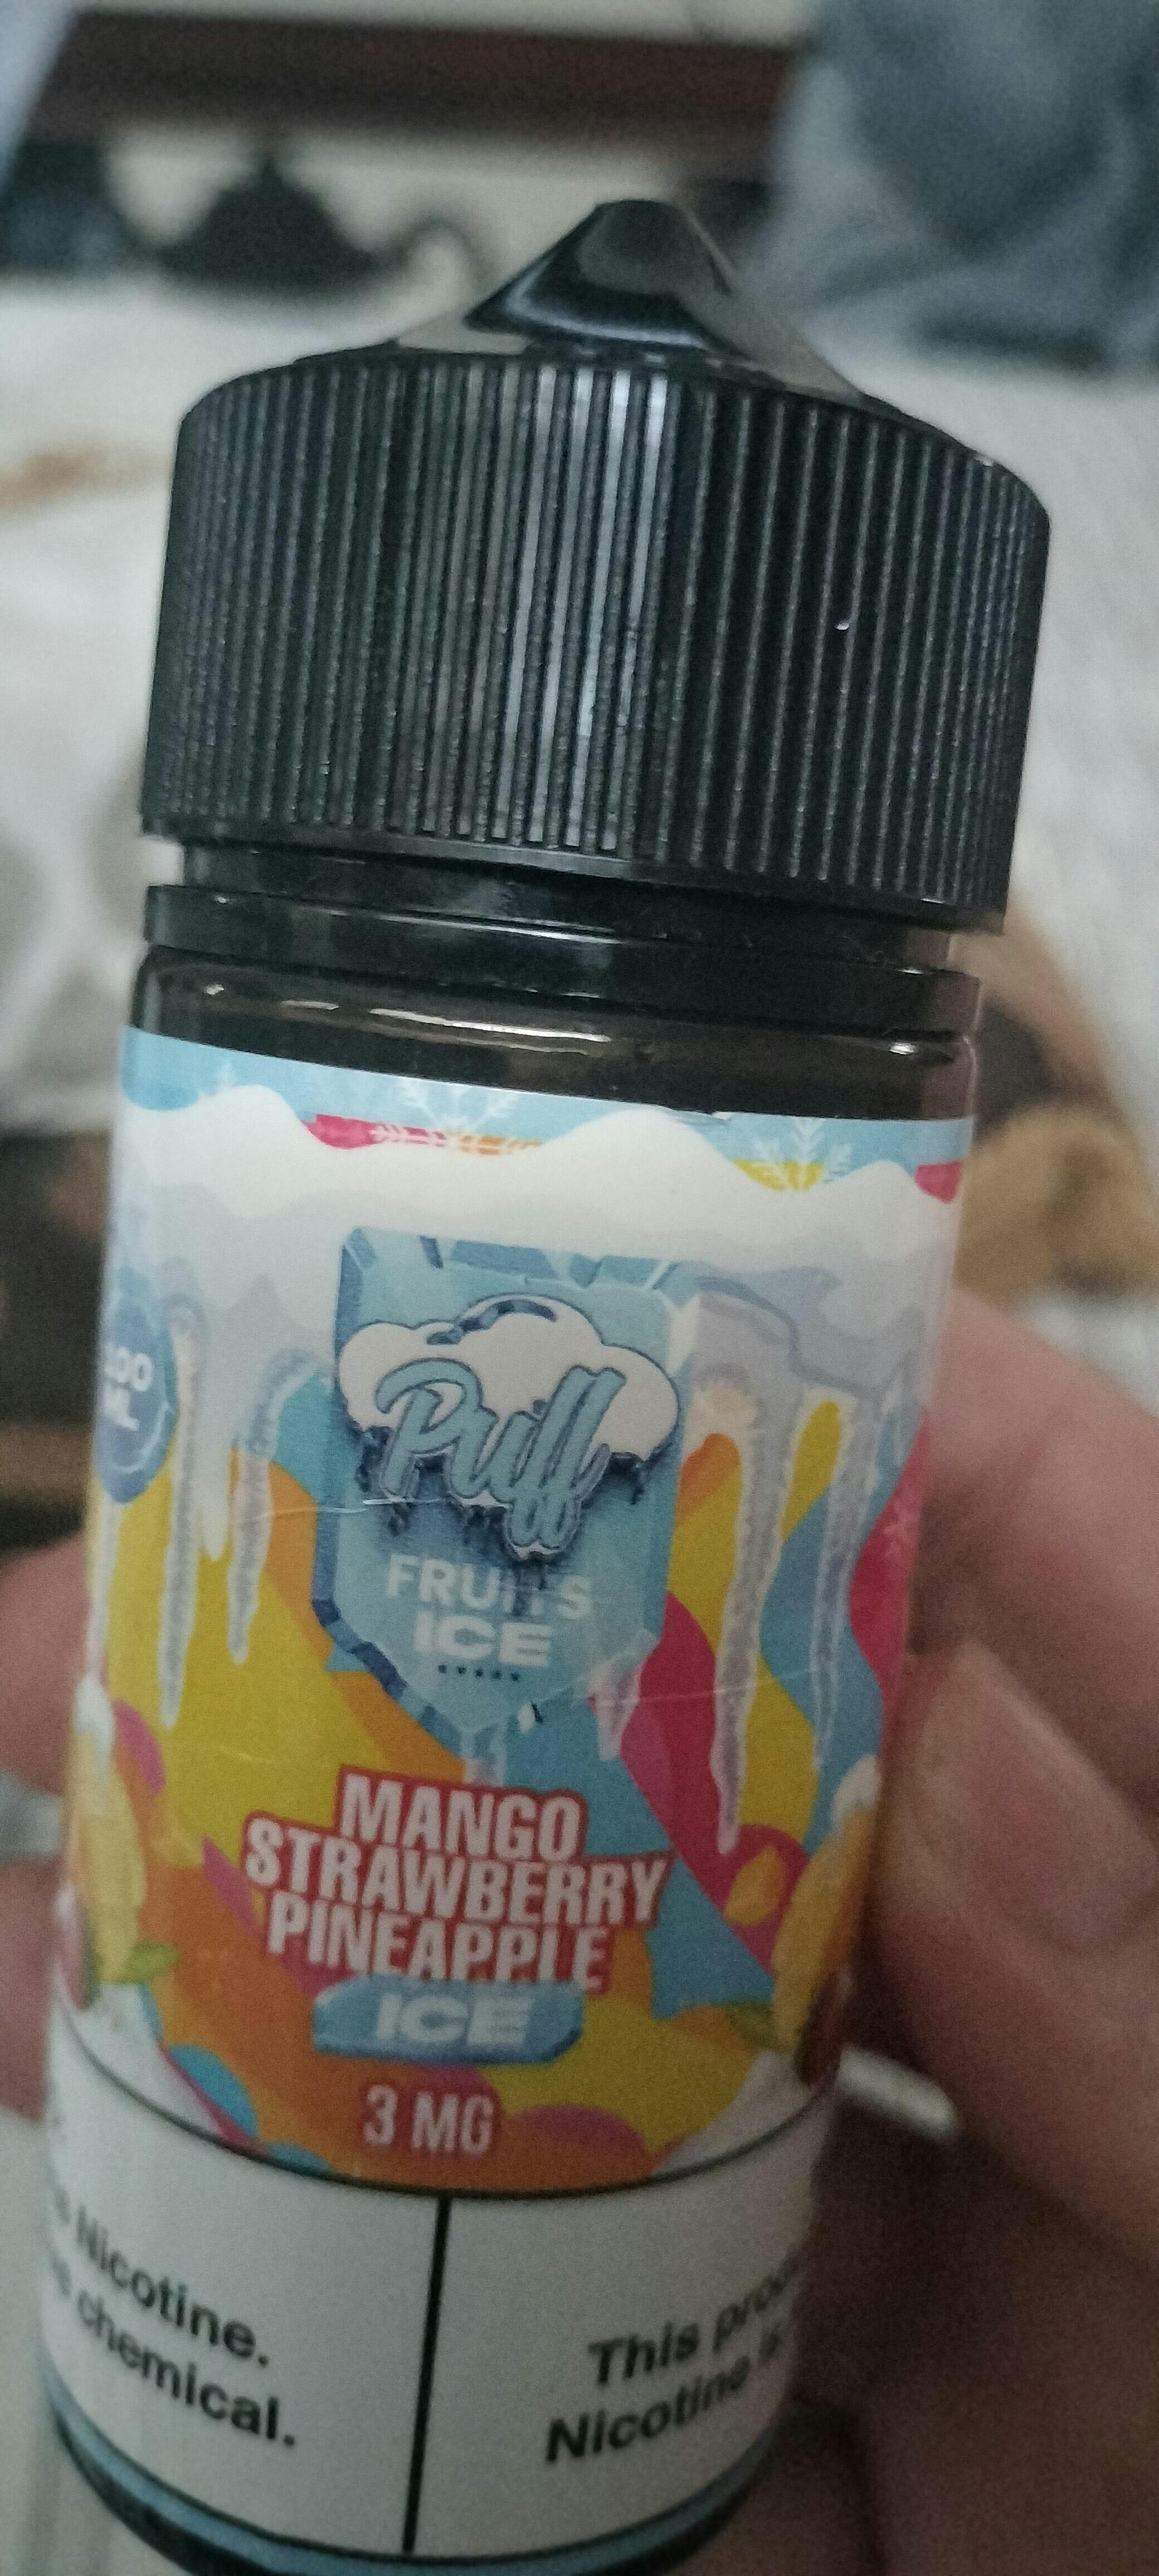 100
ML
Puff
FRUITS
ICE
MANGO
STRAWBERRY
PINEAPPLE
ICE
3 MG
Nicotine.
chemical.
This
Nicotine